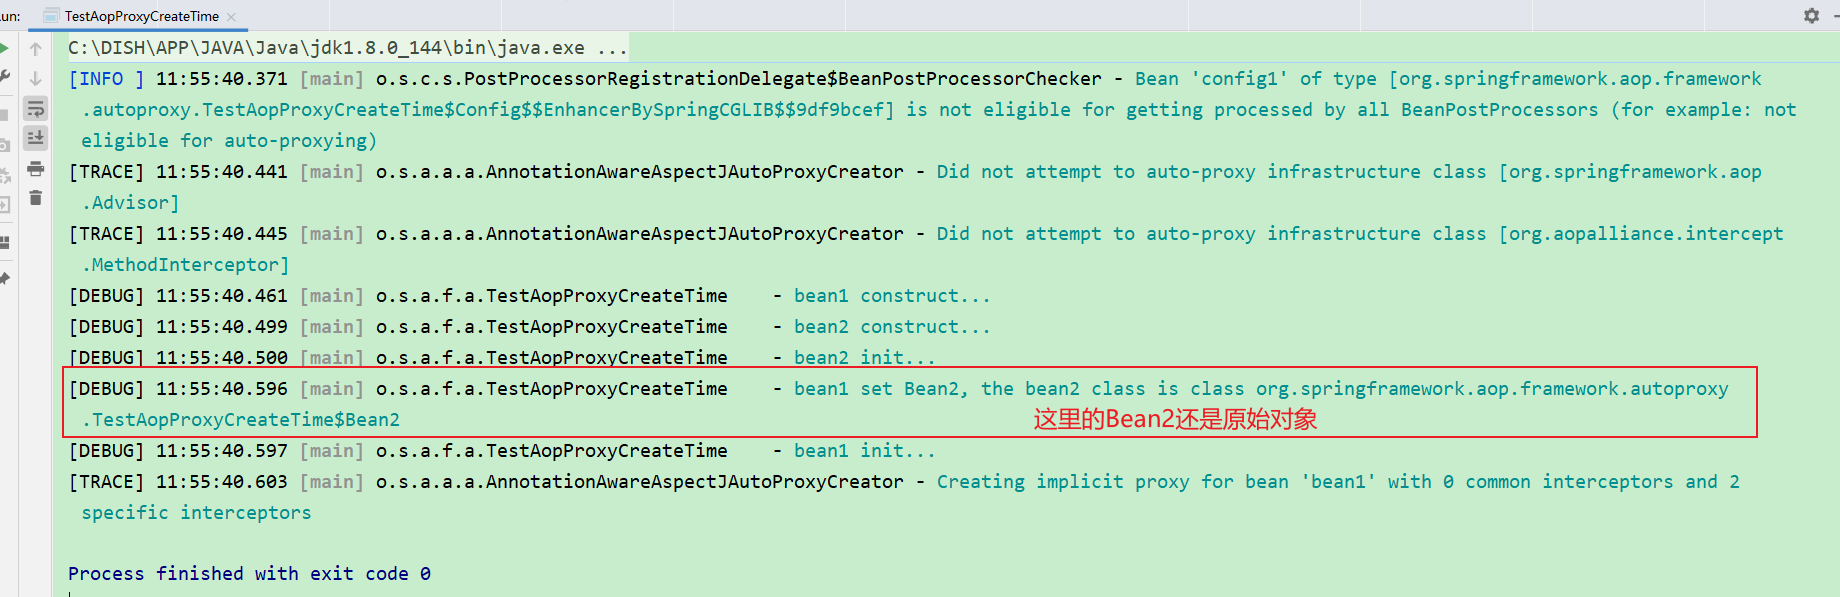 un:
TestAopProxyCreateTime
C:\DISH\APP\JAVA\Java\jdk1.8.0_144\bin\java.exe ...
[INFO ] 11:55:40.371 [main] o.s.c.s.PostProcessorRegistrationDelegate$BeanPostProcessorChecker - Bean 'config1' of type [org.springframework.aop.framework
.autoproxy.TestAopProxyCreateTime$Config$$EnhancerBySpringCGLIB$$9df9bcef] is not eligible for getting processed by all BeanPostProcessors (for example: not
eligible for auto-proxying)
[TRACE] 11:55:40.441 [main] o.s.a.a.a.AnnotationAwareAspectJAutoProxyCreator - Did not attempt to auto-proxy infrastructure class [org.springframework.aop
.Advisor]
[TRACE] 11:55:40.445 [main] o.s.a.a.a.AnnotationAwareAspectJAutoProxyCreator - Did not attempt to auto-proxy infrastructure class [org.aopalliance.intercept
.MethodInterceptor]
[DEBUG] 11:55:40.461 [main] o.s.a.f.a.TestAopProxyCreateTime    - bean1 construct...
[DEBUG] 11:55:40.499 [main] o.s.a.f.a.TestAopProxyCreateTime    - bean2 construct...
[DEBUG] 11:55:40.500 [main] o.s.a.f.a.TestAopProxyCreateTime    - bean2 init...
[DEBUG] 11:55:40.596 [main] o.s.a.f.a.TestAopProxyCreateTime    - bean1 set Bean2, the bean2 class is class org.springframework.aop.framework.autoproxy
.TestAopProxyCreateTime$Bean2
这里的Bean2还是原始对象
[DEBUG] 11:55:40.597 [main] o.s.a.f.a.TestAopProxyCreateTime    - bean1 init...
[TRACE] 11:55:40.603 [main] o.s.a.a.a.AnnotationAwareAspectJAutoProxyCreator - Creating implicit proxy for bean 'bean1' with 0 common interceptors and 2
specific interceptors
Process finished with exit code 0